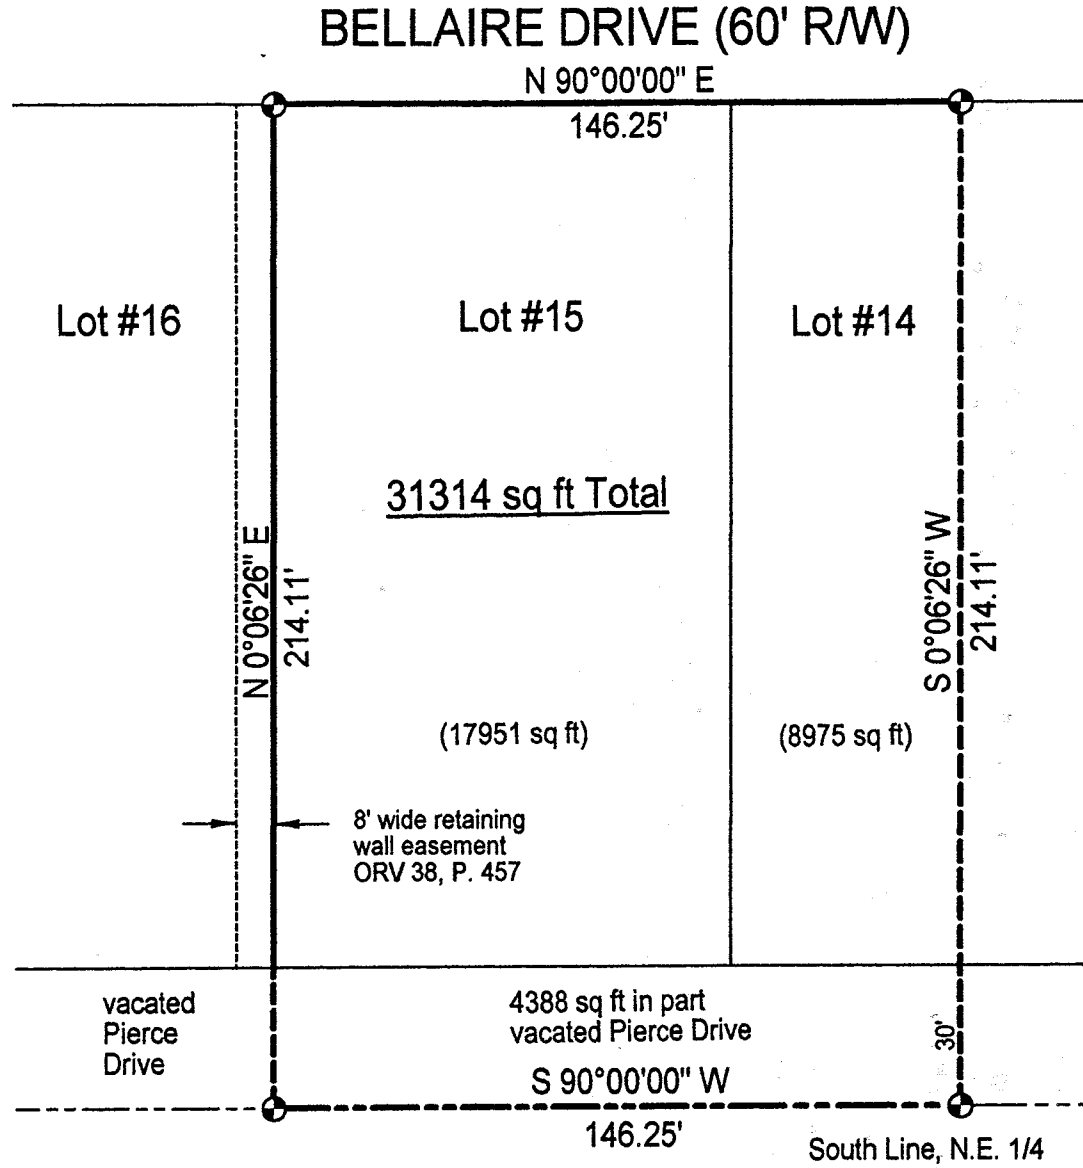 BELLAIRE DRIVE (60' R/W)
N 90°00'00" E
146.25'
Lot #16
Lot #15
Lot #14
31314 sq ft Total
N 0°06'26" E
214.11'
S 0°06'26" W
214.11'
(17951 sq ft)
(8975 sq ft)
8' wide retaining
wall easement
ORV 38, P. 457
vacated
Pierce
Drive
4388 sq ft in part
vacated Pierce Drive
30'
S 90°00'00" W
146.25'
South Line, N.E. 1/4